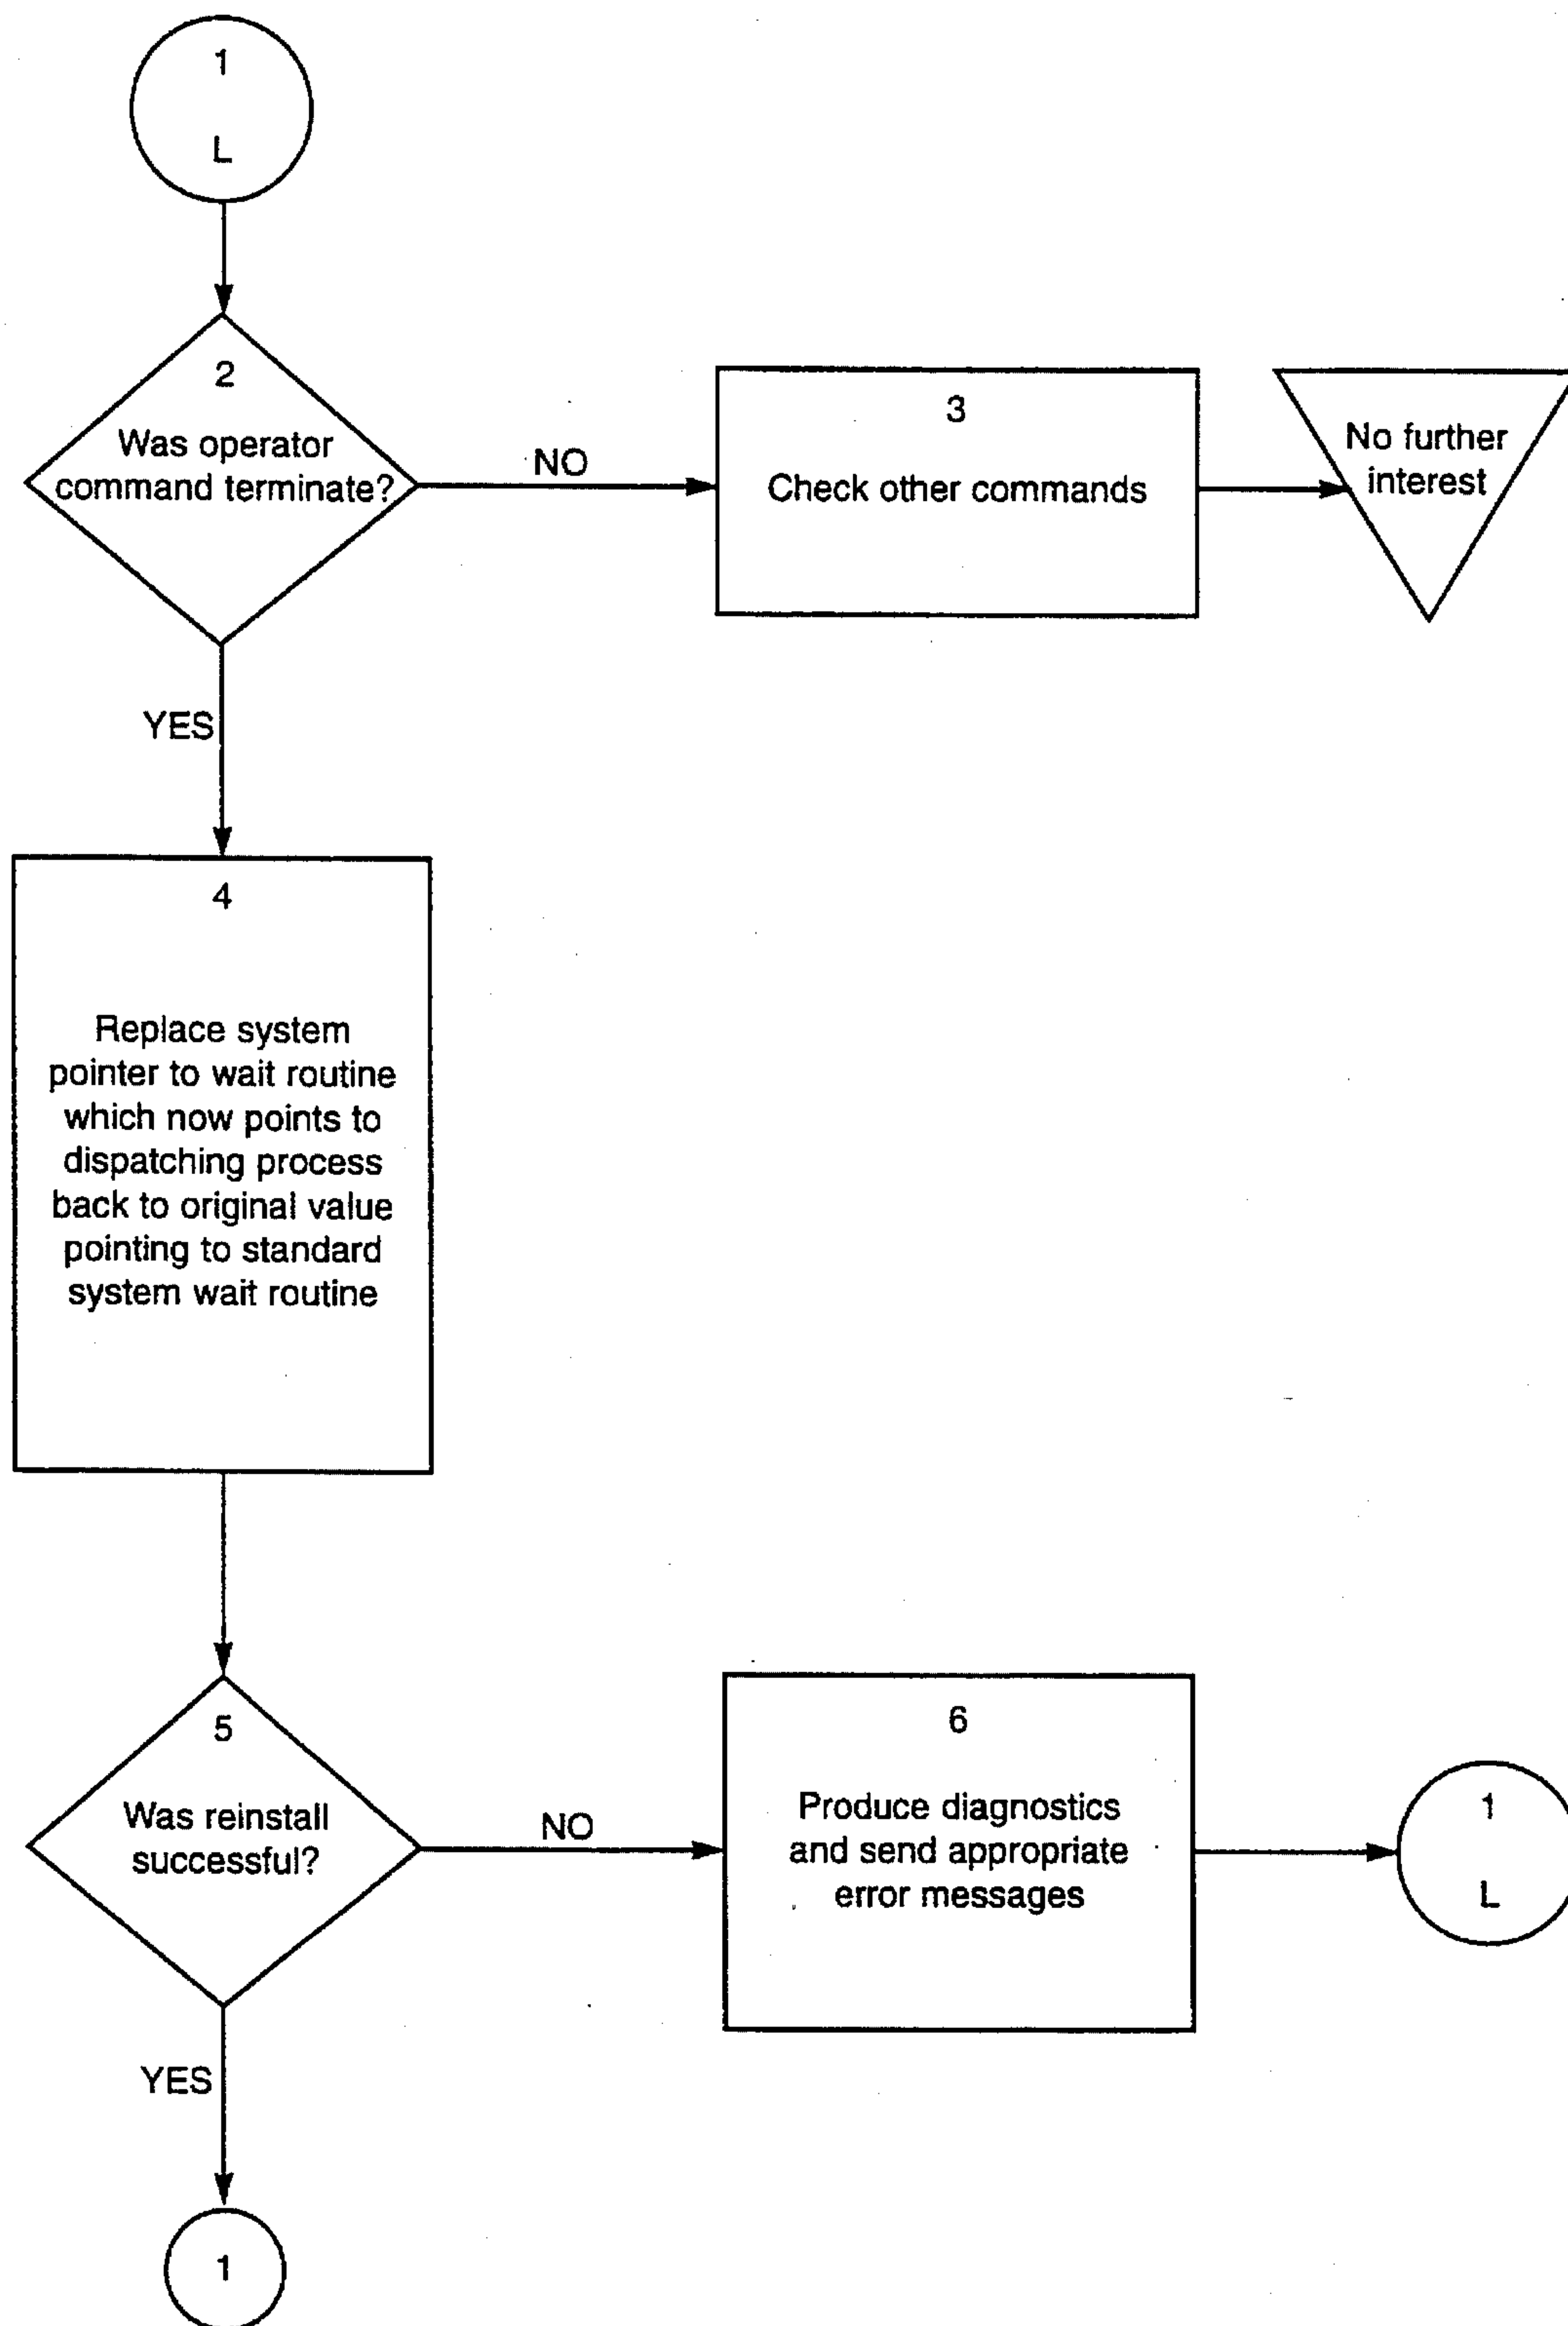 1
L
2
Was operator
command terminate?
NO
3
Check other commands
No further
interest
YES
4
Replace system
pointer to wait routine
which now points to
dispatching process
back to original value
pointing to standard
system wait routine
5
Was reinstall
successful?
NO
6
Produce diagnostics
and send appropriate
error messages
1
L
YES
1